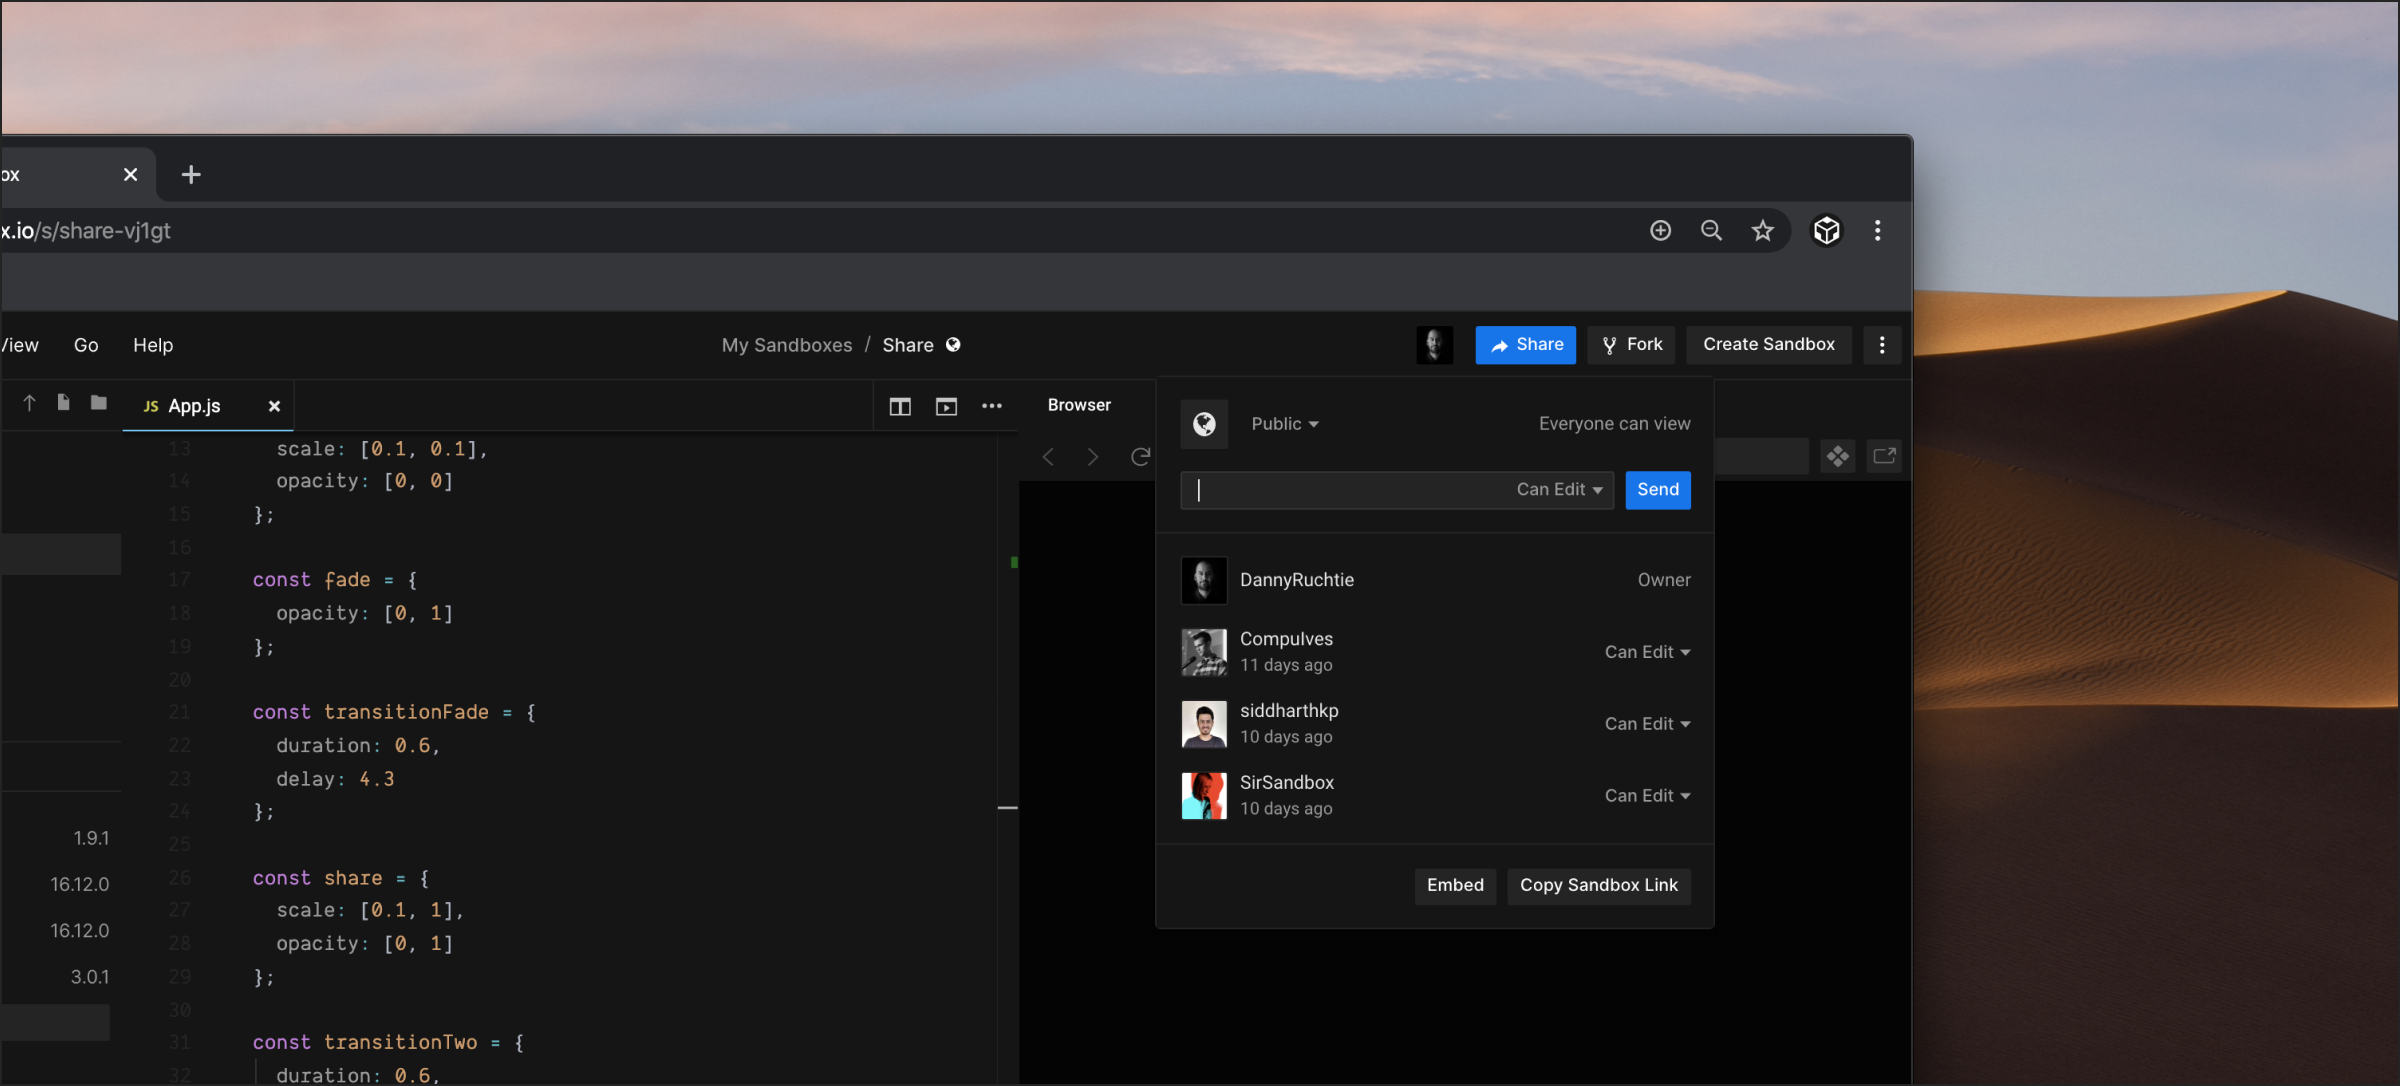 ox
x.io/s/share-vj1gt
View Go Help
My Sandboxes / Share
Share
Fork
Create Sandbox
JS App.js
Browser
13 scale: [0.1, 0.1],
14 opacity: [0, 0]
15 };
16
17 const fade = {
18 opacity: [0, 1]
19 };
20
21 const transitionFade = {
22 duration: 0.6,
23 delay: 4.3
24 };
25
26 const share = {
27 scale: [0.1, 1],
28 opacity: [0, 1]
29 };
30
31 const transitionTwo = {
32 duration: 0.6,
1.9.1
16.12.0
16.12.0
3.0.1
Public
Everyone can view
Can Edit
Send
DannyRuchtie
Owner
Compulves
11 days ago
Can Edit
siddharthkp
10 days ago
Can Edit
SirSandbox
10 days ago
Can Edit
Embed
Copy Sandbox Link